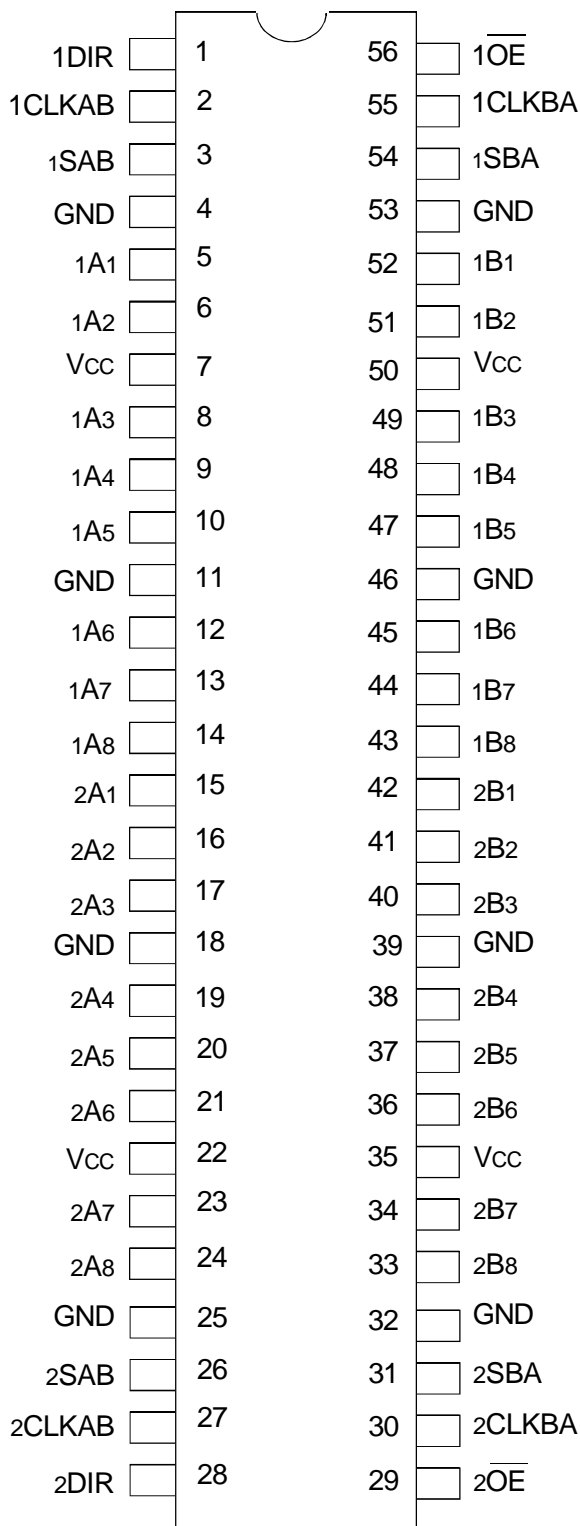 1DIR 1 56 1OE
1CLKAB 2 55 1CLKBA
1SAB 3 54 1SBA
GND 4 53 GND
1A1 5 52 1B1
1A2 6 51 1B2
VCC 7 50 VCC
1A3 8 49 1B3
1A4 9 48 1B4
1A5 10 47 1B5
GND 11 46 GND
1A6 12 45 1B6
1A7 13 44 1B7
1A8 14 43 1B8
2A1 15 42 2B1
2A2 16 41 2B2
2A3 17 40 2B3
GND 18 39 GND
2A4 19 38 2B4
2A5 20 37 2B5
2A6 21 36 2B6
VCC 22 35 VCC
2A7 23 34 2B7
2A8 24 33 2B8
GND 25 32 GND
2SAB 26 31 2SBA
2CLKAB 27 30 2CLKBA
2DIR 28 29 2OE